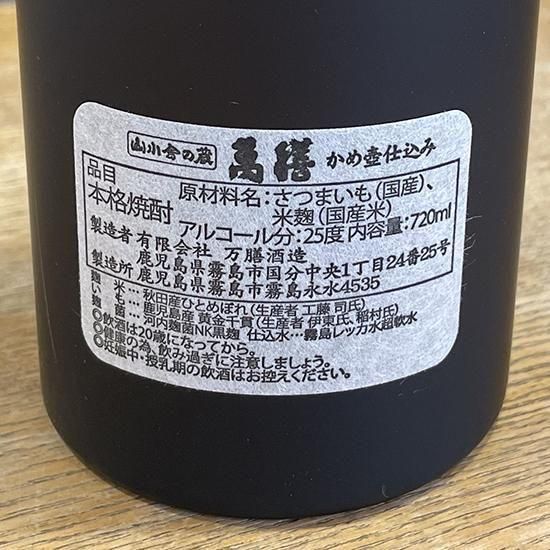 山小舎の蔵 萬膳 かめ壺仕込み
品目 本格焼酎
原材料名：さつまいも(国産)、
米麹(国産米)
アルコール分：25度 内容量：720ml
製造者 有限会社 万膳酒造
鹿児島県霧島市国分中央1丁目24番25号
製造所 鹿児島県霧島市霧島永水4535
麹米…秋田産ひとめぼれ(生産者 工藤 司氏)
いも…鹿児島産 黄金千貫(生産者 伊東氏、稲村氏)
麹菌…河内麹菌NK黒麹 仕込水…霧島レッカ水超軟水
◎飲酒は20歳になってから。
◎健康の為、飲み過ぎに注意しましょう。
◎妊娠中・授乳期の飲酒はお控えください。